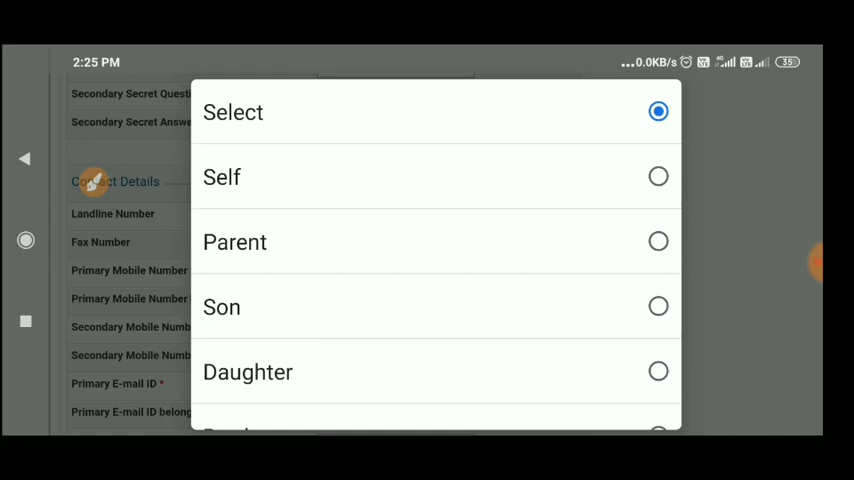 2:25 PM
...0.0KB/s
4G
35
Secondary Secret Questi
Secondary Secret Answe
Contact Details
Landline Number
Fax Number
Primary Mobile Number
Primary Mobile Number
Secondary Mobile Numb
Secondary Mobile Numb
Primary E-mail ID *
Primary E-mail ID belong
Select
Self
Parent
Son
Daughter